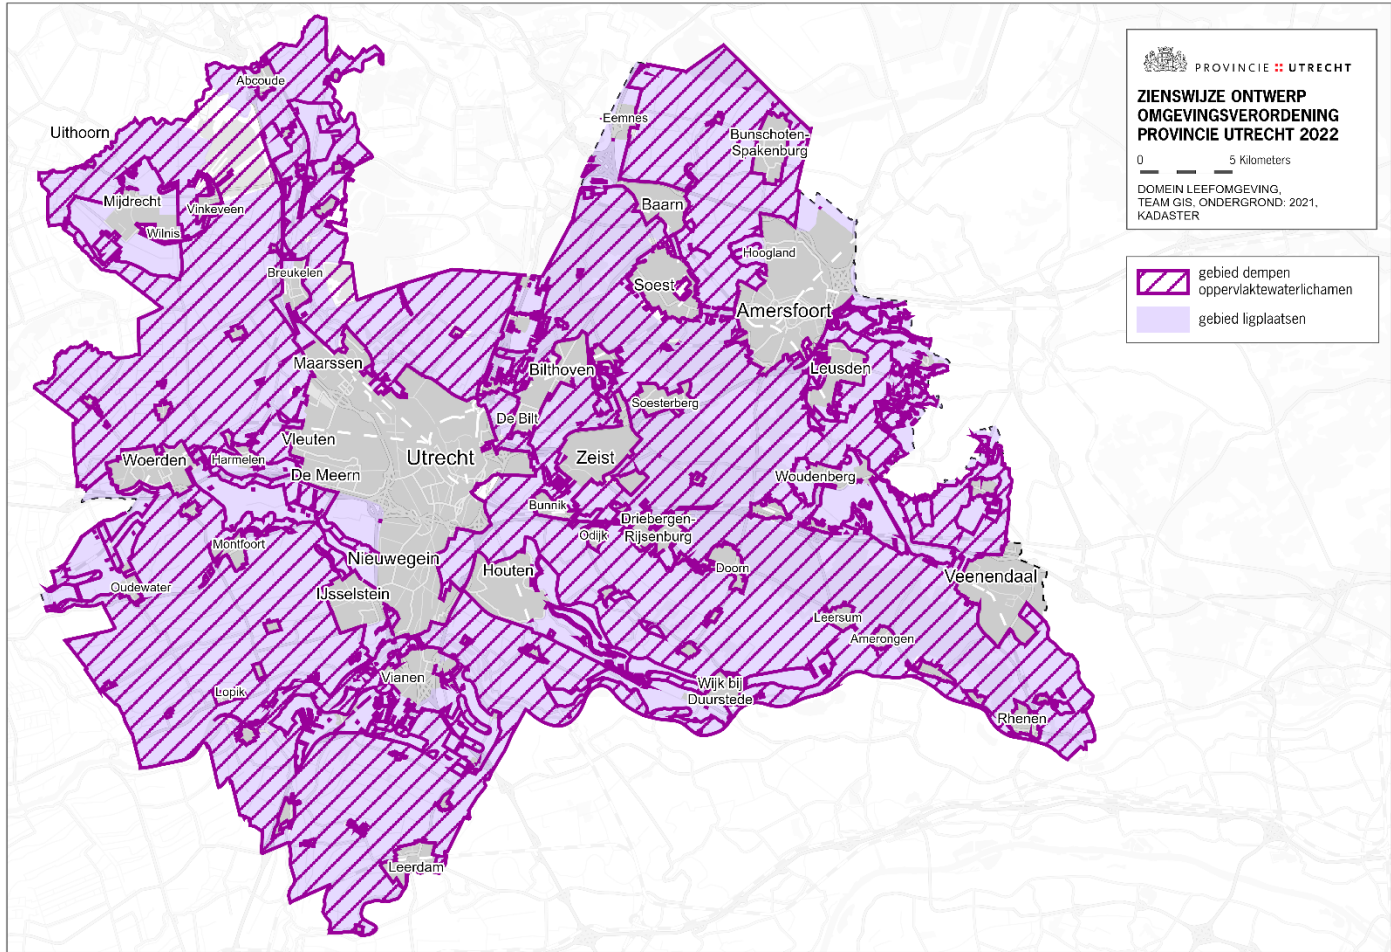 PROVINCIE UTRECHT
ZIENSWIJZE ONTWERP
OMGEVINGSVERORDENING
PROVINCIE UTRECHT 2022
0 5 Kilometers
DOMEIN LEEFOMGEVING,
TEAM GIS, ONDERGROND: 2021,
KADASTER
gebied dempen
oppervlaktewaterlichamen
gebied ligplaatsen
Abcoude
Uithoorn
Eemnes
Bunschoten-
Spakenburg
Mijdrecht
Vinkeveen
Wilnis
Baarn
Hoogland
Breukelen
Soest
Amersfoort
Maarssen
Bilthoven
Leusden
Soesterberg
De Bilt
Vleuten
Utrecht
Zeist
Woerden
Harmelen
De Meern
Woudenberg
Bunnik
Driebergen-
Rijsenburg
Odijk
Montfoort
Nieuwegein
Houten
Doorn
Veenendaal
Oudewater
IJsselstein
Leersum
Amerongen
Vianen
Lopik
Wijk bij
Duurstede
Rhenen
Leerdam